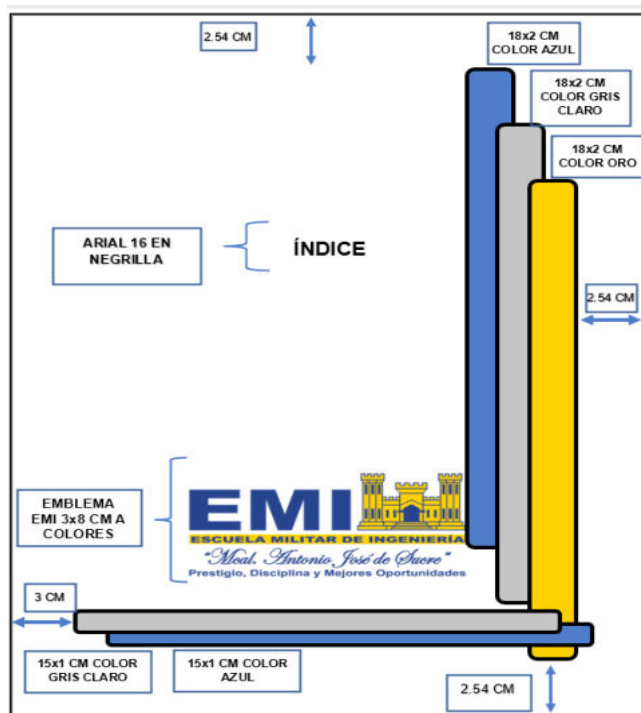 2.54 CM
18x2 CM
COLOR AZUL
18x2 CM
COLOR GRIS
CLARO
18x2 CM
COLOR ORO
ARIAL 16 EN
NEGRILLA
ÍNDICE
2.54 CM
EMBLEMA
EMI 3x8 CM A
COLORES
EMI
ESCUELA MILITAR DE INGENIERÍA
"Mcal. Antonio José de Sucre"
Prestigio, Disciplina y Mejores Oportunidades
3 CM
15x1 CM COLOR
GRIS CLARO
15x1 CM COLOR
AZUL
2.54 CM